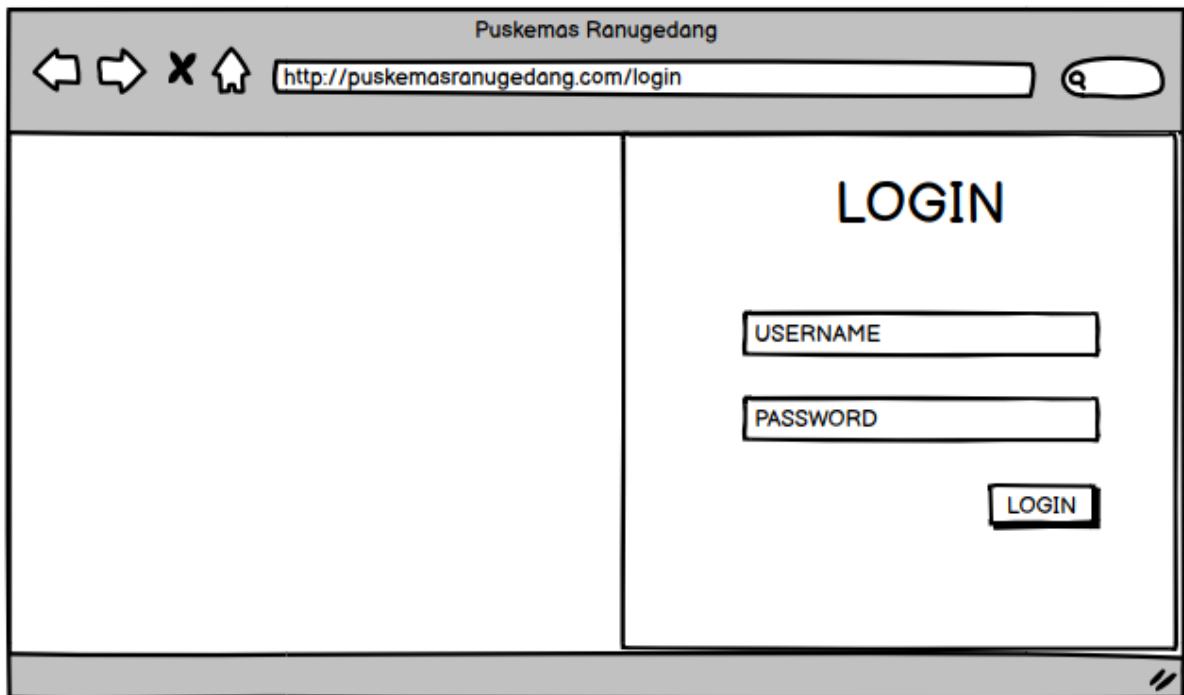 Puskemas Ranugedang
http://puskemasranugedang.com/login
LOGIN
USERNAME
PASSWORD
LOGIN